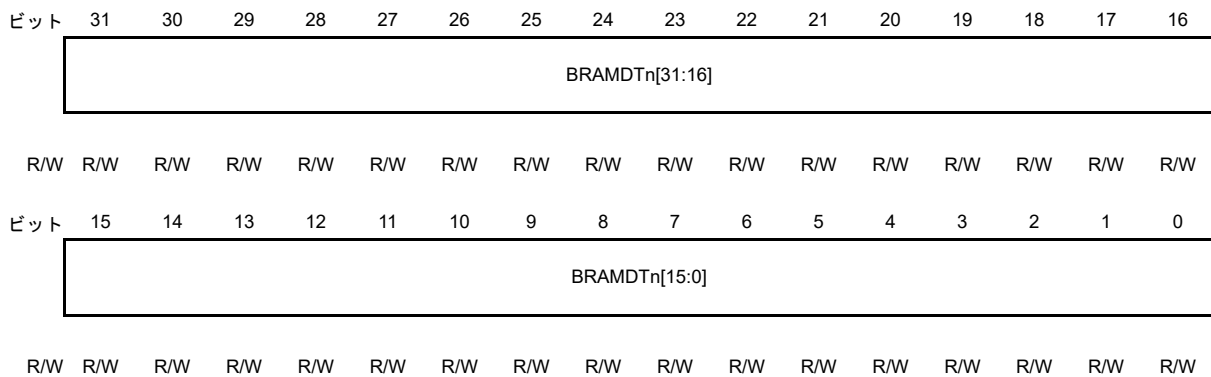 ビット 31 30 29 28 27 26 25 24 23 22 21 20 19 18 17 16
BRAMDTn[31:16]
R/W R/W R/W R/W R/W R/W R/W R/W R/W R/W R/W R/W R/W R/W R/W R/W R/W
ビット 15 14 13 12 11 10 9 8 7 6 5 4 3 2 1 0
BRAMDTn[15:0]
R/W R/W R/W R/W R/W R/W R/W R/W R/W R/W R/W R/W R/W R/W R/W R/W R/W